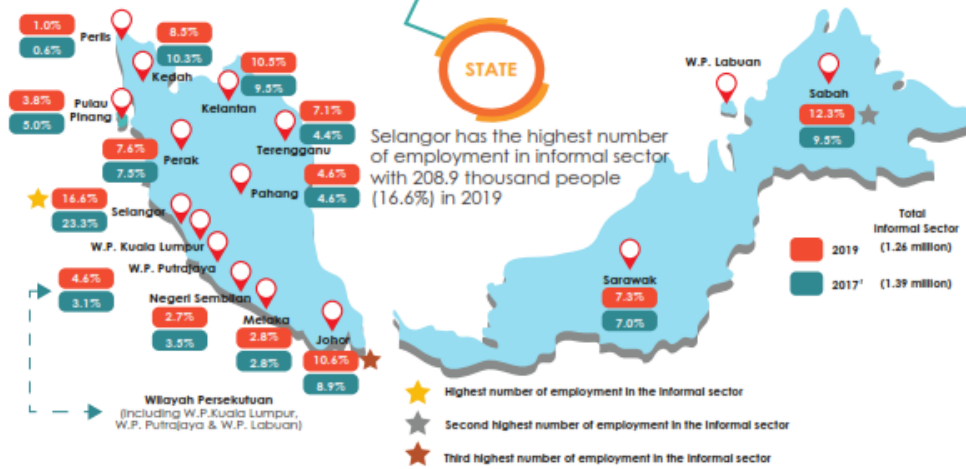 1.0%
0.6%
Perlis
8.5%
10.3%
Kedah
3.8%
5.0%
Pulau
Pinang
10.5%
9.5%
Kelantan
7.1%
4.4%
Terengganu
7.6%
7.5%
Perak
4.6%
4.6%
Pahang
16.6%
23.3%
Selangor
W.P. Kuala Lumpur
W.P. Putrajaya
4.6%
3.1%
Negeri Sembilan
2.7%
3.5%
Melaka
2.8%
2.8%
Johor
10.6%
8.9%
Wilayah Persekutuan
(Including W.P.Kuala Lumpur,
W.P. Putrajaya & W.P. Labuan)
STATE
Selangor has the highest number
of employment in informal sector
with 208.9 thousand people
(16.6%) in 2019
W.P. Labuan
Sabah
12.3%
9.5%
Sarawak
7.3%
7.0%
Total
Informal Sector
2019 (1.26 million)
2017¹ (1.39 million)
Highest number of employment in the informal sector
Second highest number of employment in the informal sector
Third highest number of employment in the informal sector